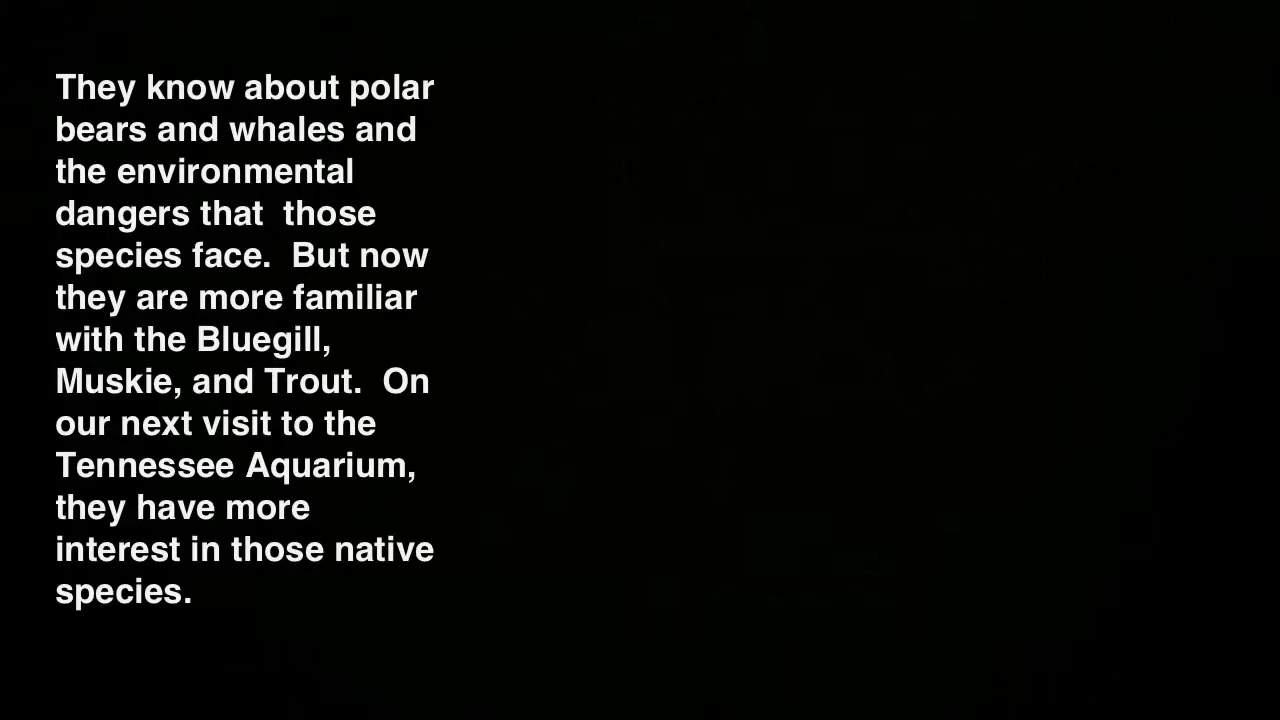 They know about polar
bears and whales and
the environmental
dangers that  those
species face.  But now
they are more familiar
with the Bluegill,
Muskie, and Trout.  On
our next visit to the
Tennessee Aquarium,
they have more
interest in those native
species.